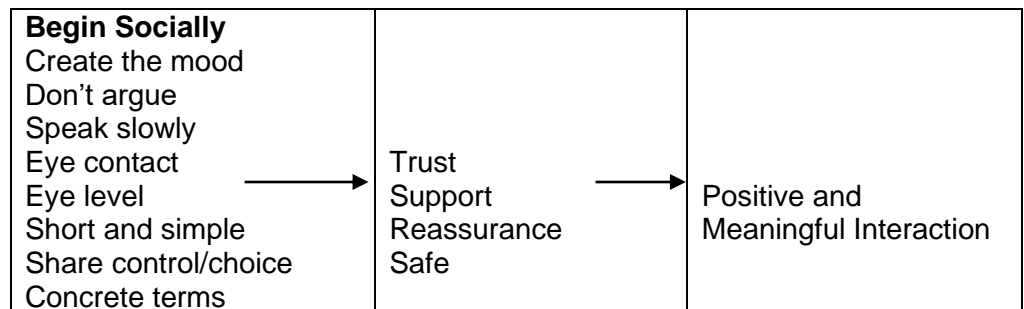 Begin Socially
Create the mood
Don't argue
Speak slowly
Eye contact
Eye level
Short and simple
Share control/choice
Concrete terms
Trust
Support
Reassurance
Safe
Positive and
Meaningful Interaction